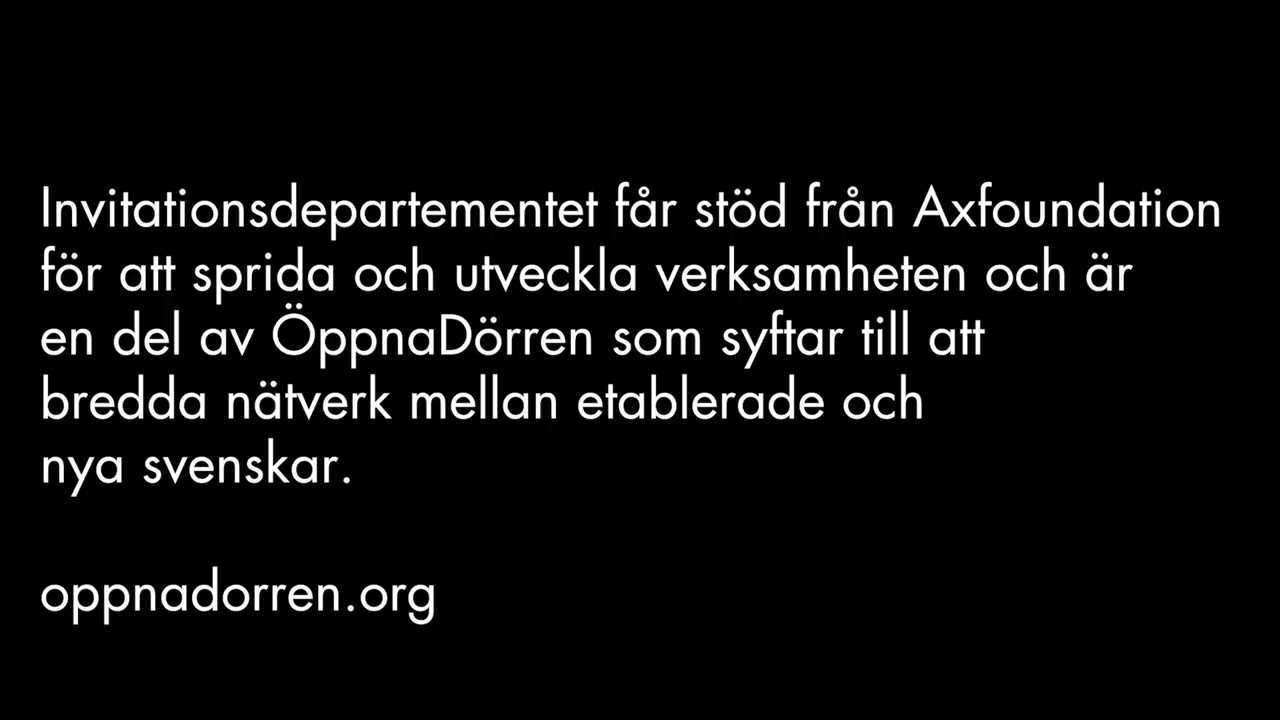 Invitationsdepartementet får stöd från Axfoundation
för att sprida och utveckla verksamheten och är
en del av ÖppnaDörren som syftar till att
bredda nätverk mellan etablerade och
nya svenskar.
oppnadorren.org